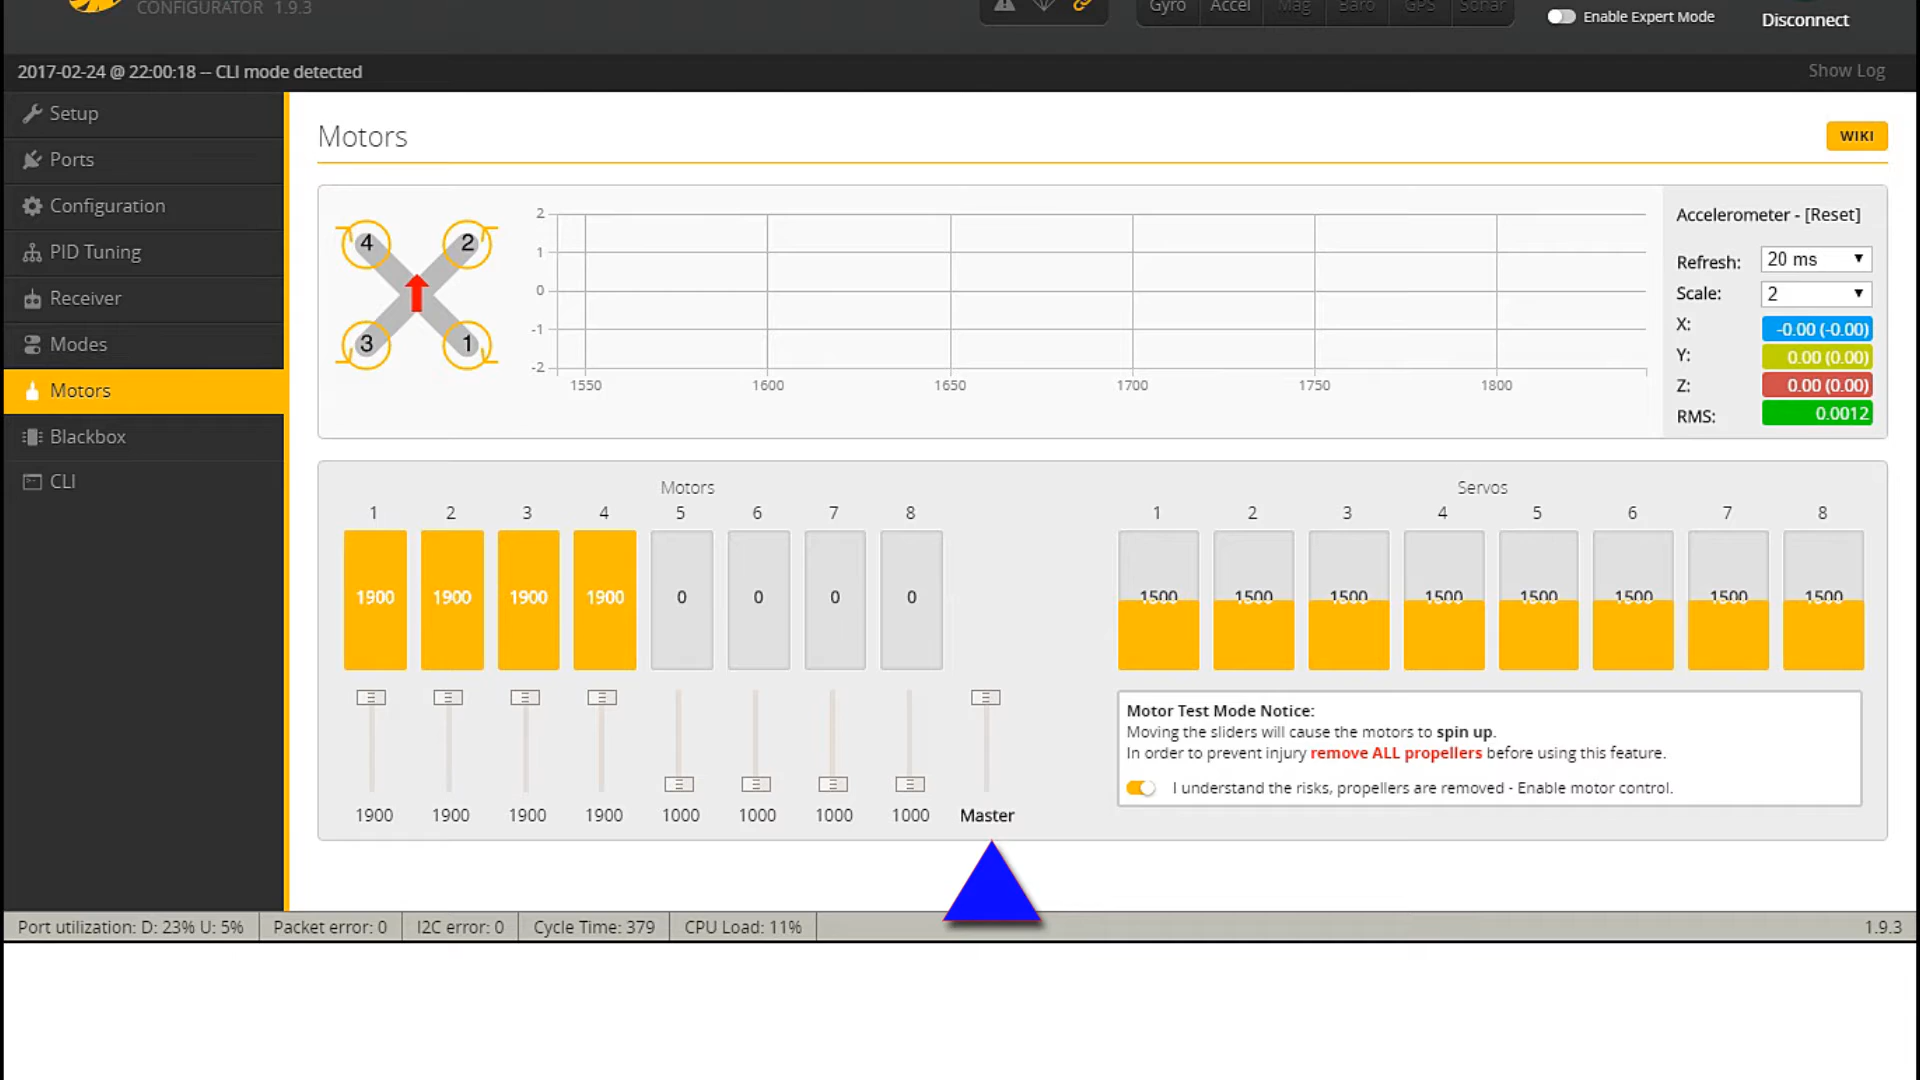 CONFIGURATOR 1.9.3
Gyro Accel Mag Baro GPS Sonar
Enable Expert Mode
Disconnect
2017-02-24 @ 22:00:18 -- CLI mode detected
Show Log
Setup
Ports
Configuration
PID Tuning
Receiver
Modes
Motors
Blackbox
CLI
Motors
WIKI
4 2
3 1
2
1
0
-1
-2
1550 1600 1650 1700 1750 1800
Accelerometer - [Reset]
Refresh: 20 ms
Scale: 2
X: -0.00 (-0.00)
Y: 0.00 (0.00)
Z: 0.00 (0.00)
RMS: 0.0012
Motors
1 2 3 4 5 6 7 8
1900 1900 1900 1900 0 0 0 0
1900 1900 1900 1900 1000 1000 1000 1000 Master
Servos
1 2 3 4 5 6 7 8
1500 1500 1500 1500 1500 1500 1500 1500
Motor Test Mode Notice:
Moving the sliders will cause the motors to spin up.
In order to prevent injury remove ALL propellers before using this feature.
I understand the risks, propellers are removed - Enable motor control.
Port utilization: D: 23% U: 5% Packet error: 0 I2C error: 0 Cycle Time: 379 CPU Load: 11% 1.9.3